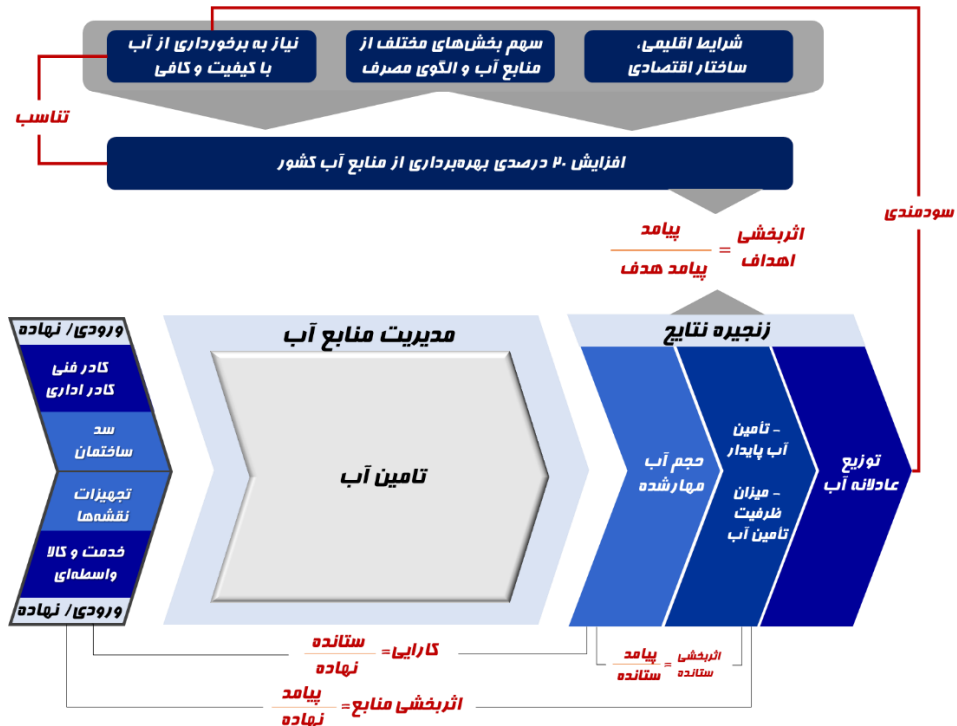 شرایط اقلیمی،
ساختار اقتصادی
سهم بخش‌های مختلف از
منابع آب و الگوی مصرف
نیاز به برخورداری از آب
با کیفیت و کافی
تناسب
افزایش ۲۰ درصدی بهره‌برداری از منابع آب کشور
سودمندی
اثربخشی
اهداف
=
پیامد
پیامد هدف
زنجیره نتایج
توزیع
عادلانه آب
- تأمین
آب پایدار
- میزان
ظرفیت
تأمین آب
حجم آب
مهارشده
مدیریت منابع آب
تامین آب
ورودی/ نهاده
کادر فنی
کادر اداری
سد
ساختمان
تجهیزات
نقشه‌ها
خدمت و کالا
واسطه‌ای
ورودی/ نهاده
اثربخشی
ستانده
=
پیامد
ستانده
کارایی=
ستانده
نهاده
اثربخشی منابع=
پیامد
نهاده